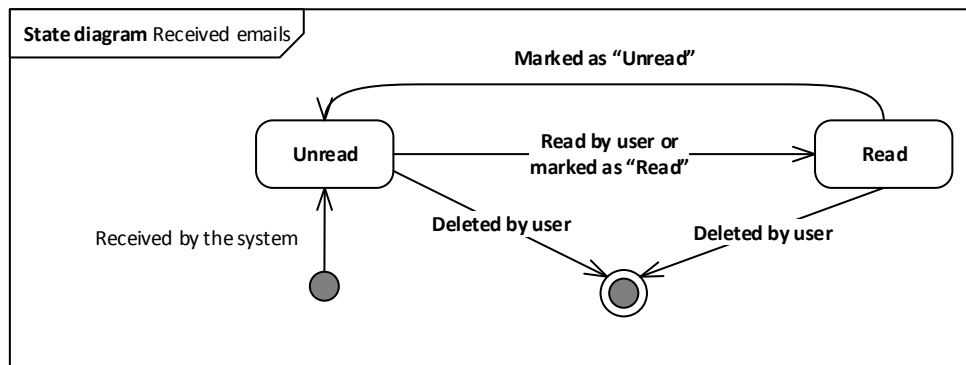 State diagram Received emails
Marked as “Unread”
Unread
Read by user or
marked as “Read”
Read
Deleted by user
Deleted by user
Received by the system